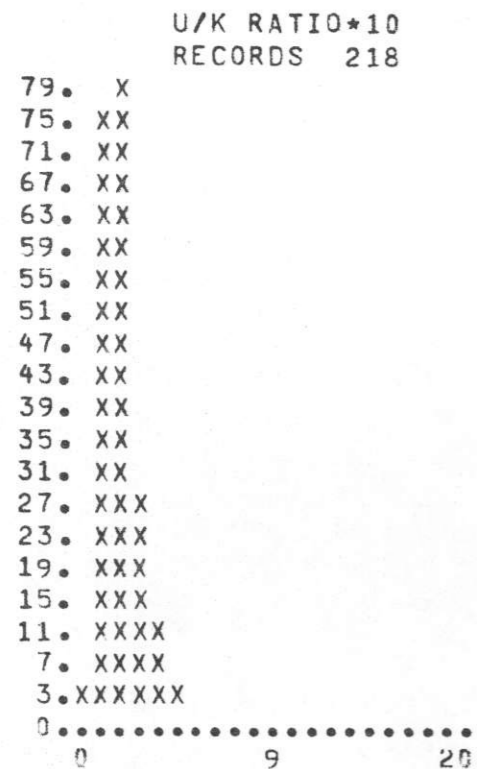 U/K RATIO*10
RECORDS 218
79. X
75. XX
71. XX
67. XX
63. XX
59. XX
55. XX
51. XX
47. XX
43. XX
39. XX
35. XX
31. XX
27. XXX
23. XXX
19. XXX
15. XXX
11. XXXX
7. XXXX
3.XXXXXX
0.....................
0 9 20